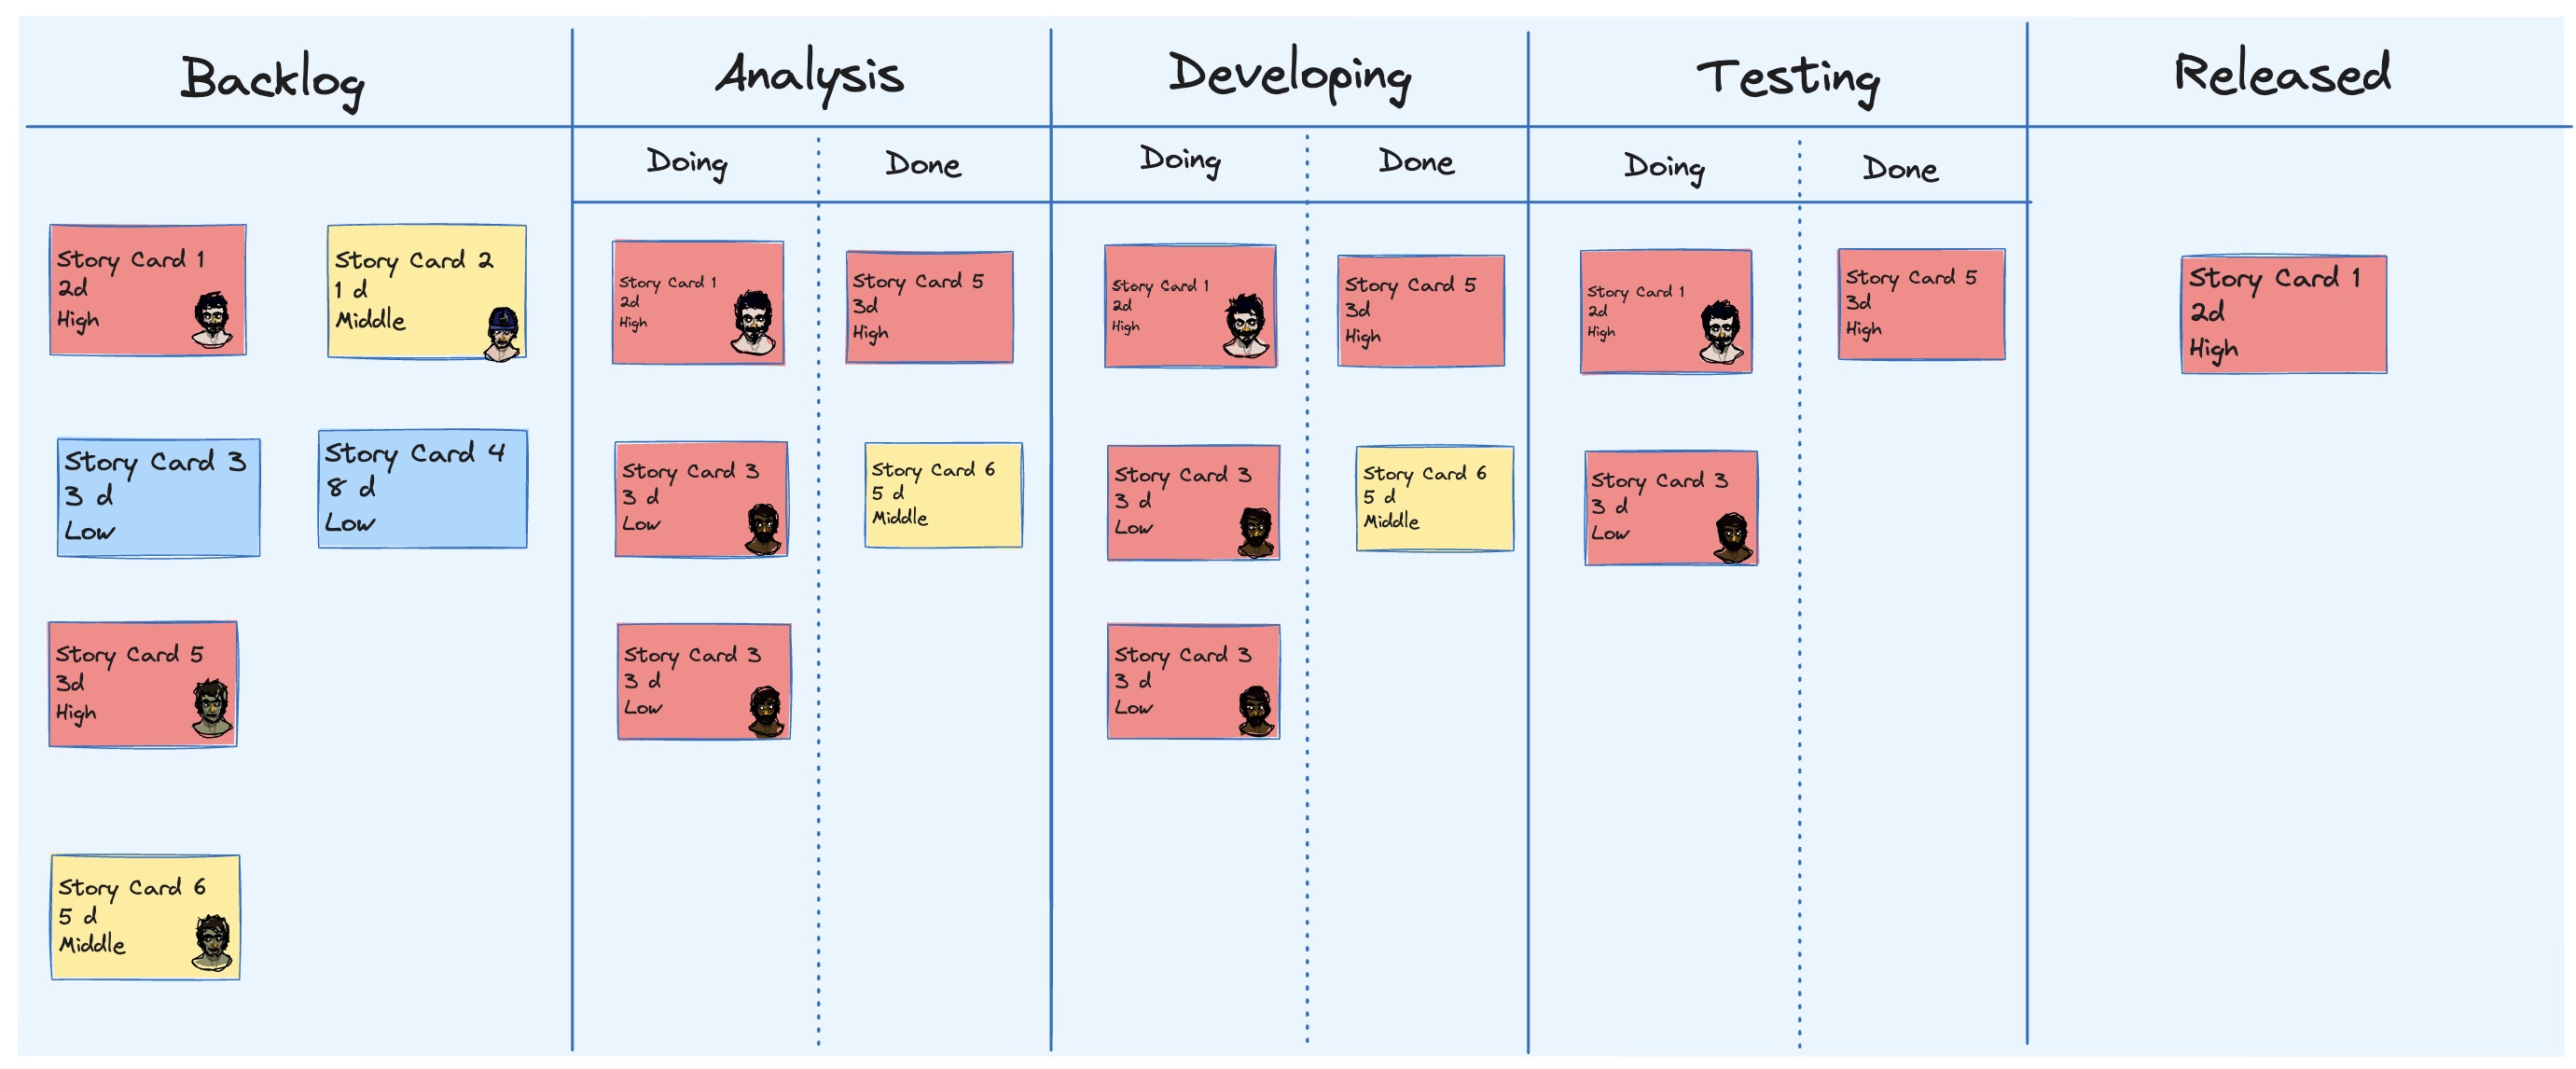 Backlog
Analysis
Developing
Testing
Released
Doing
Done
Doing
Done
Doing
Done
Story Card 1
2d
High
Story Card 2
1 d
Middle
Story Card 3
3 d
Low
Story Card 4
8 d
Low
Story Card 5
3d
High
Story Card 6
5 d
Middle
Story Card 1
2d
High
Story Card 3
3 d
Low
Story Card 3
3 d
Low
Story Card 5
3d
High
Story Card 6
5 d
Middle
Story Card 1
2d
High
Story Card 3
3 d
Low
Story Card 3
3 d
Low
Story Card 5
3d
High
Story Card 6
5 d
Middle
Story Card 1
2d
High
Story Card 3
3 d
Low
Story Card 5
3d
High
Story Card 1
2d
High